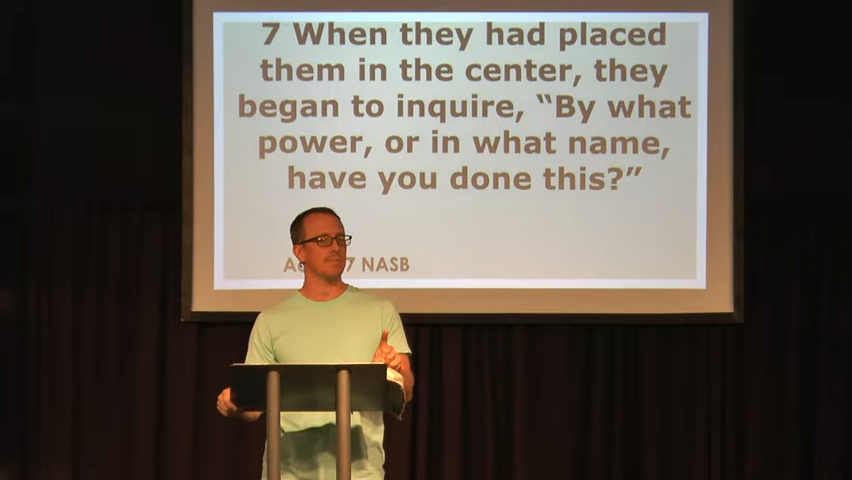 7 When they had placed
them in the center, they
began to inquire, “By what
power, or in what name,
have you done this?”
7 NASB